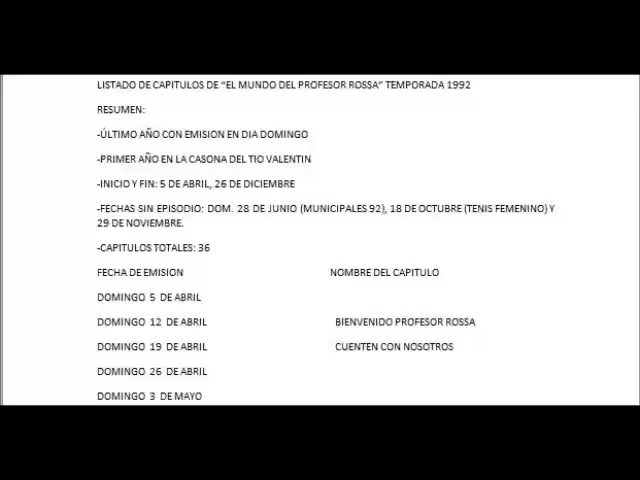 LISTADO DE CAPITULOS DE “EL MUNDO DEL PROFESOR ROSSA” TEMPORADA 1992
RESUMEN:
-ÚLTIMO AÑO CON EMISION EN DIA DOMINGO
-PRIMER AÑO EN LA CASONA DEL TIO VALENTIN
-INICIO Y FIN: 5 DE ABRIL, 26 DE DICIEMBRE
-FECHAS SIN EPISODIO: DOM. 28 DE JUNIO (MUNICIPALES 92), 18 DE OCTUBRE (TENIS FEMENINO) Y
29 DE NOVIEMBRE.
-CAPITULOS TOTALES: 36
FECHA DE EMISION NOMBRE DEL CAPITULO
DOMINGO 5 DE ABRIL
DOMINGO 12 DE ABRIL BIENVENIDO PROFESOR ROSSA
DOMINGO 19 DE ABRIL CUENTEN CON NOSOTROS
DOMINGO 26 DE ABRIL
DOMINGO 3 DE MAYO